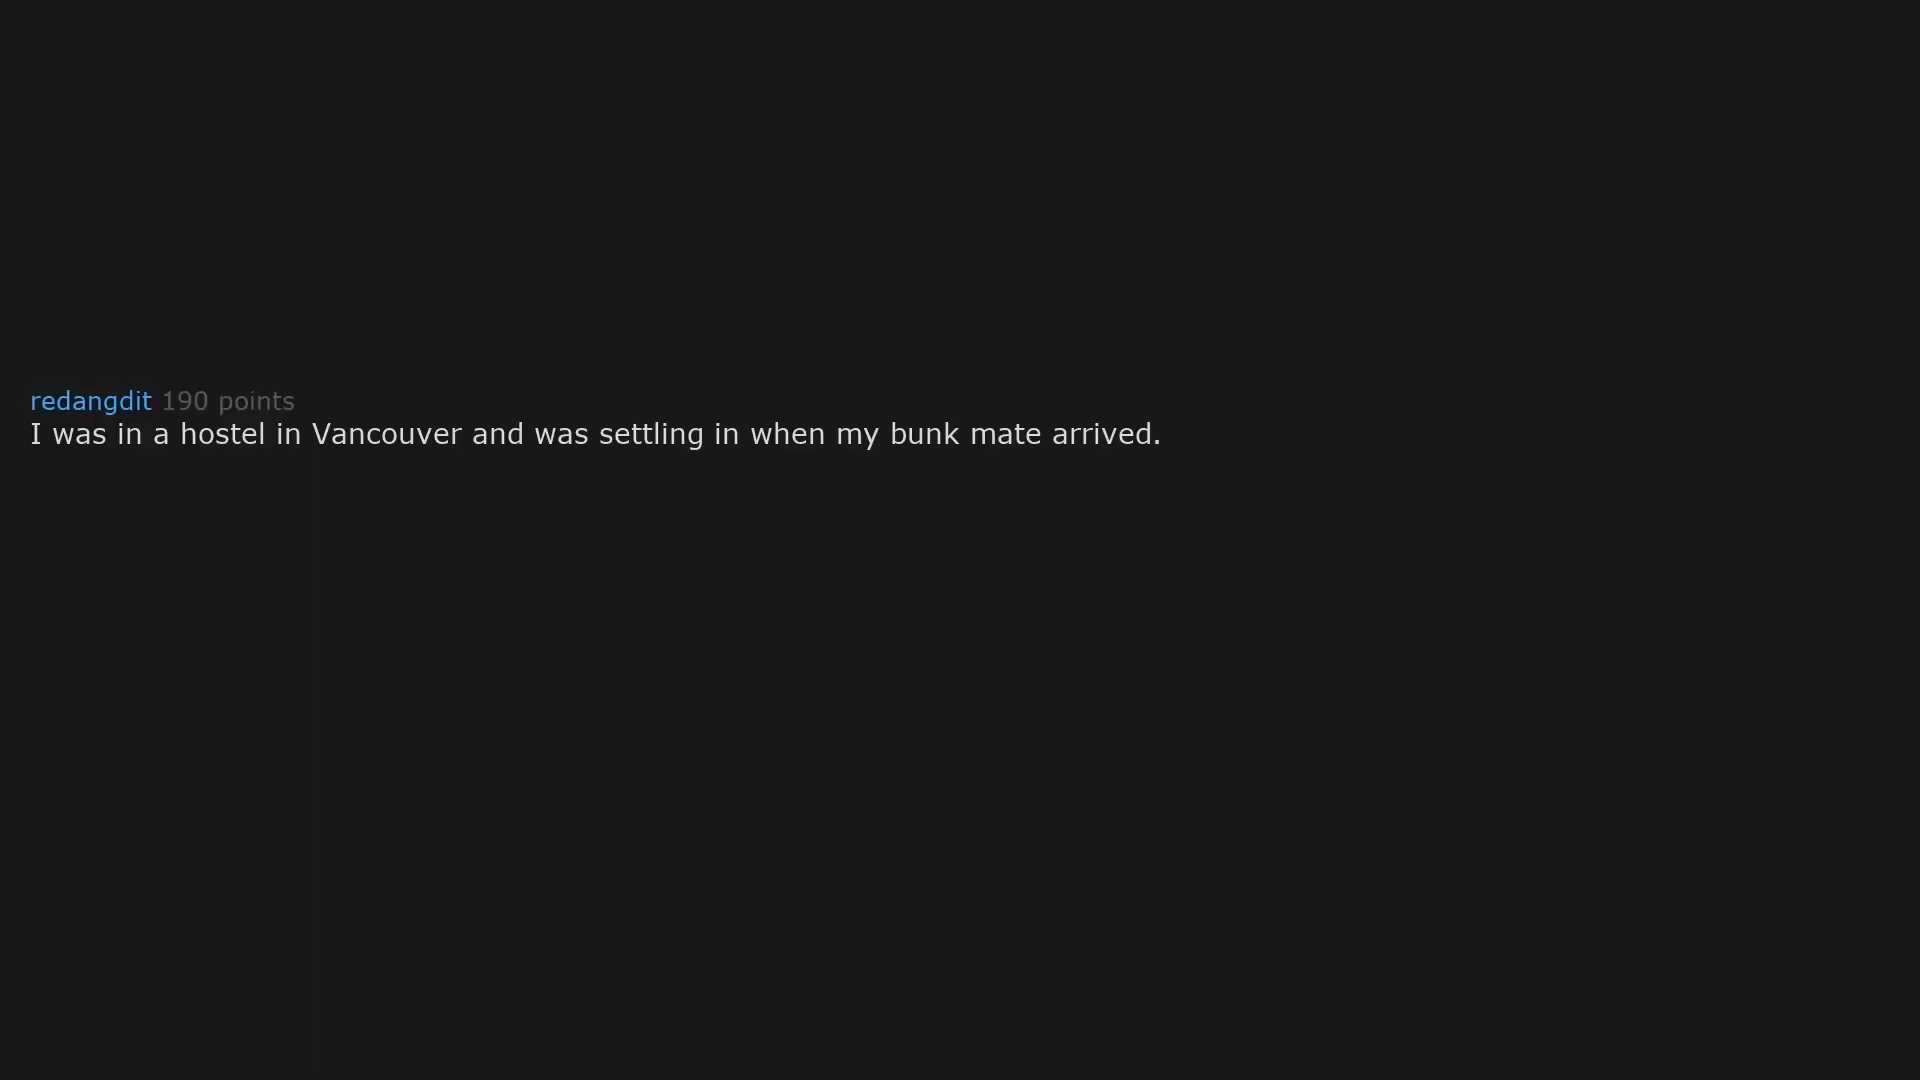 redangdit 190 points
I was in a hostel in Vancouver and was settling in when my bunk mate arrived.